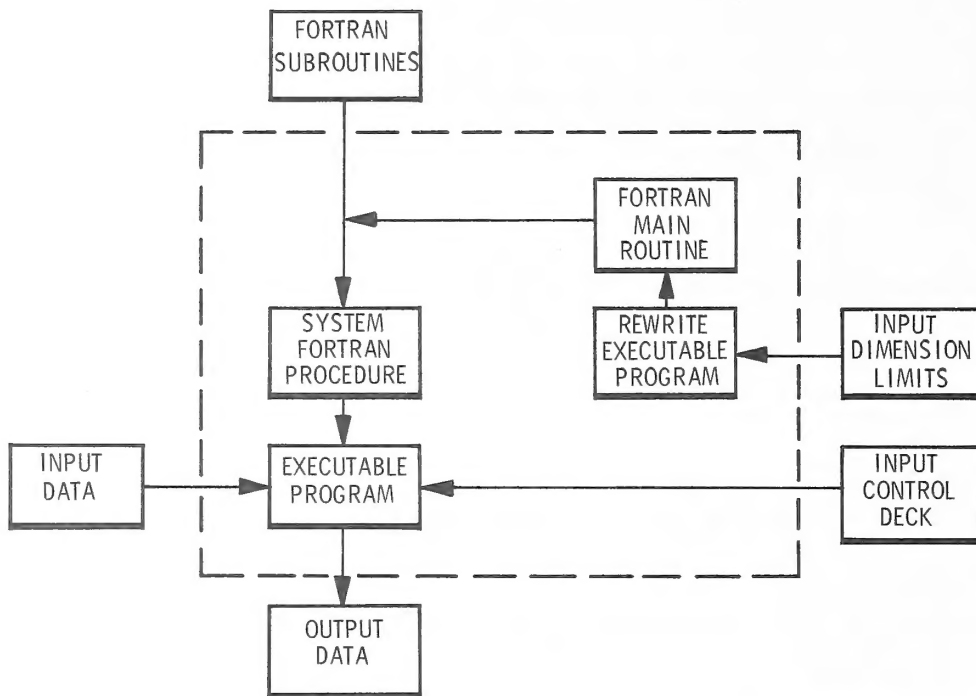 FORTRAN
SUBROUTINES
FORTRAN
MAIN
ROUTINE
SYSTEM
FORTRAN
PROCEDURE
REWRITE
EXECUTABLE
PROGRAM
INPUT
DIMENSION
LIMITS
INPUT
DATA
EXECUTABLE
PROGRAM
INPUT
CONTROL
DECK
OUTPUT
DATA